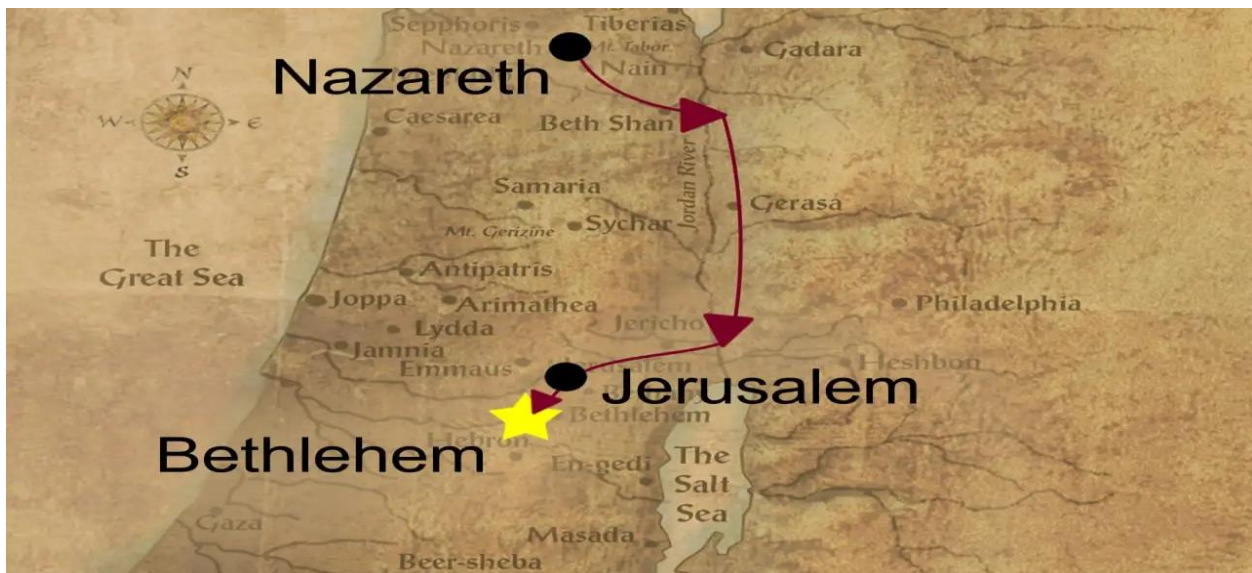 Sepphoris
Tiberias
Nazareth
Mt. Tabor
Gadara
Nain
Nazareth
N
W
E
S
Caesarea
Beth Shan
Jordan River
Samaria
Gerasa
Sychar
Mt. Gerizine
The
Great Sea
Antipatris
Joppa
Arimathea
Philadelphia
Lydda
Jericho
Jamnia
Emmaus
Jerusalem
Heshbon
Jerusalem
Bethlehem
Hebron
Bethlehem
En-gedi
The
Salt
Sea
Gaza
Masada
Beer-sheba